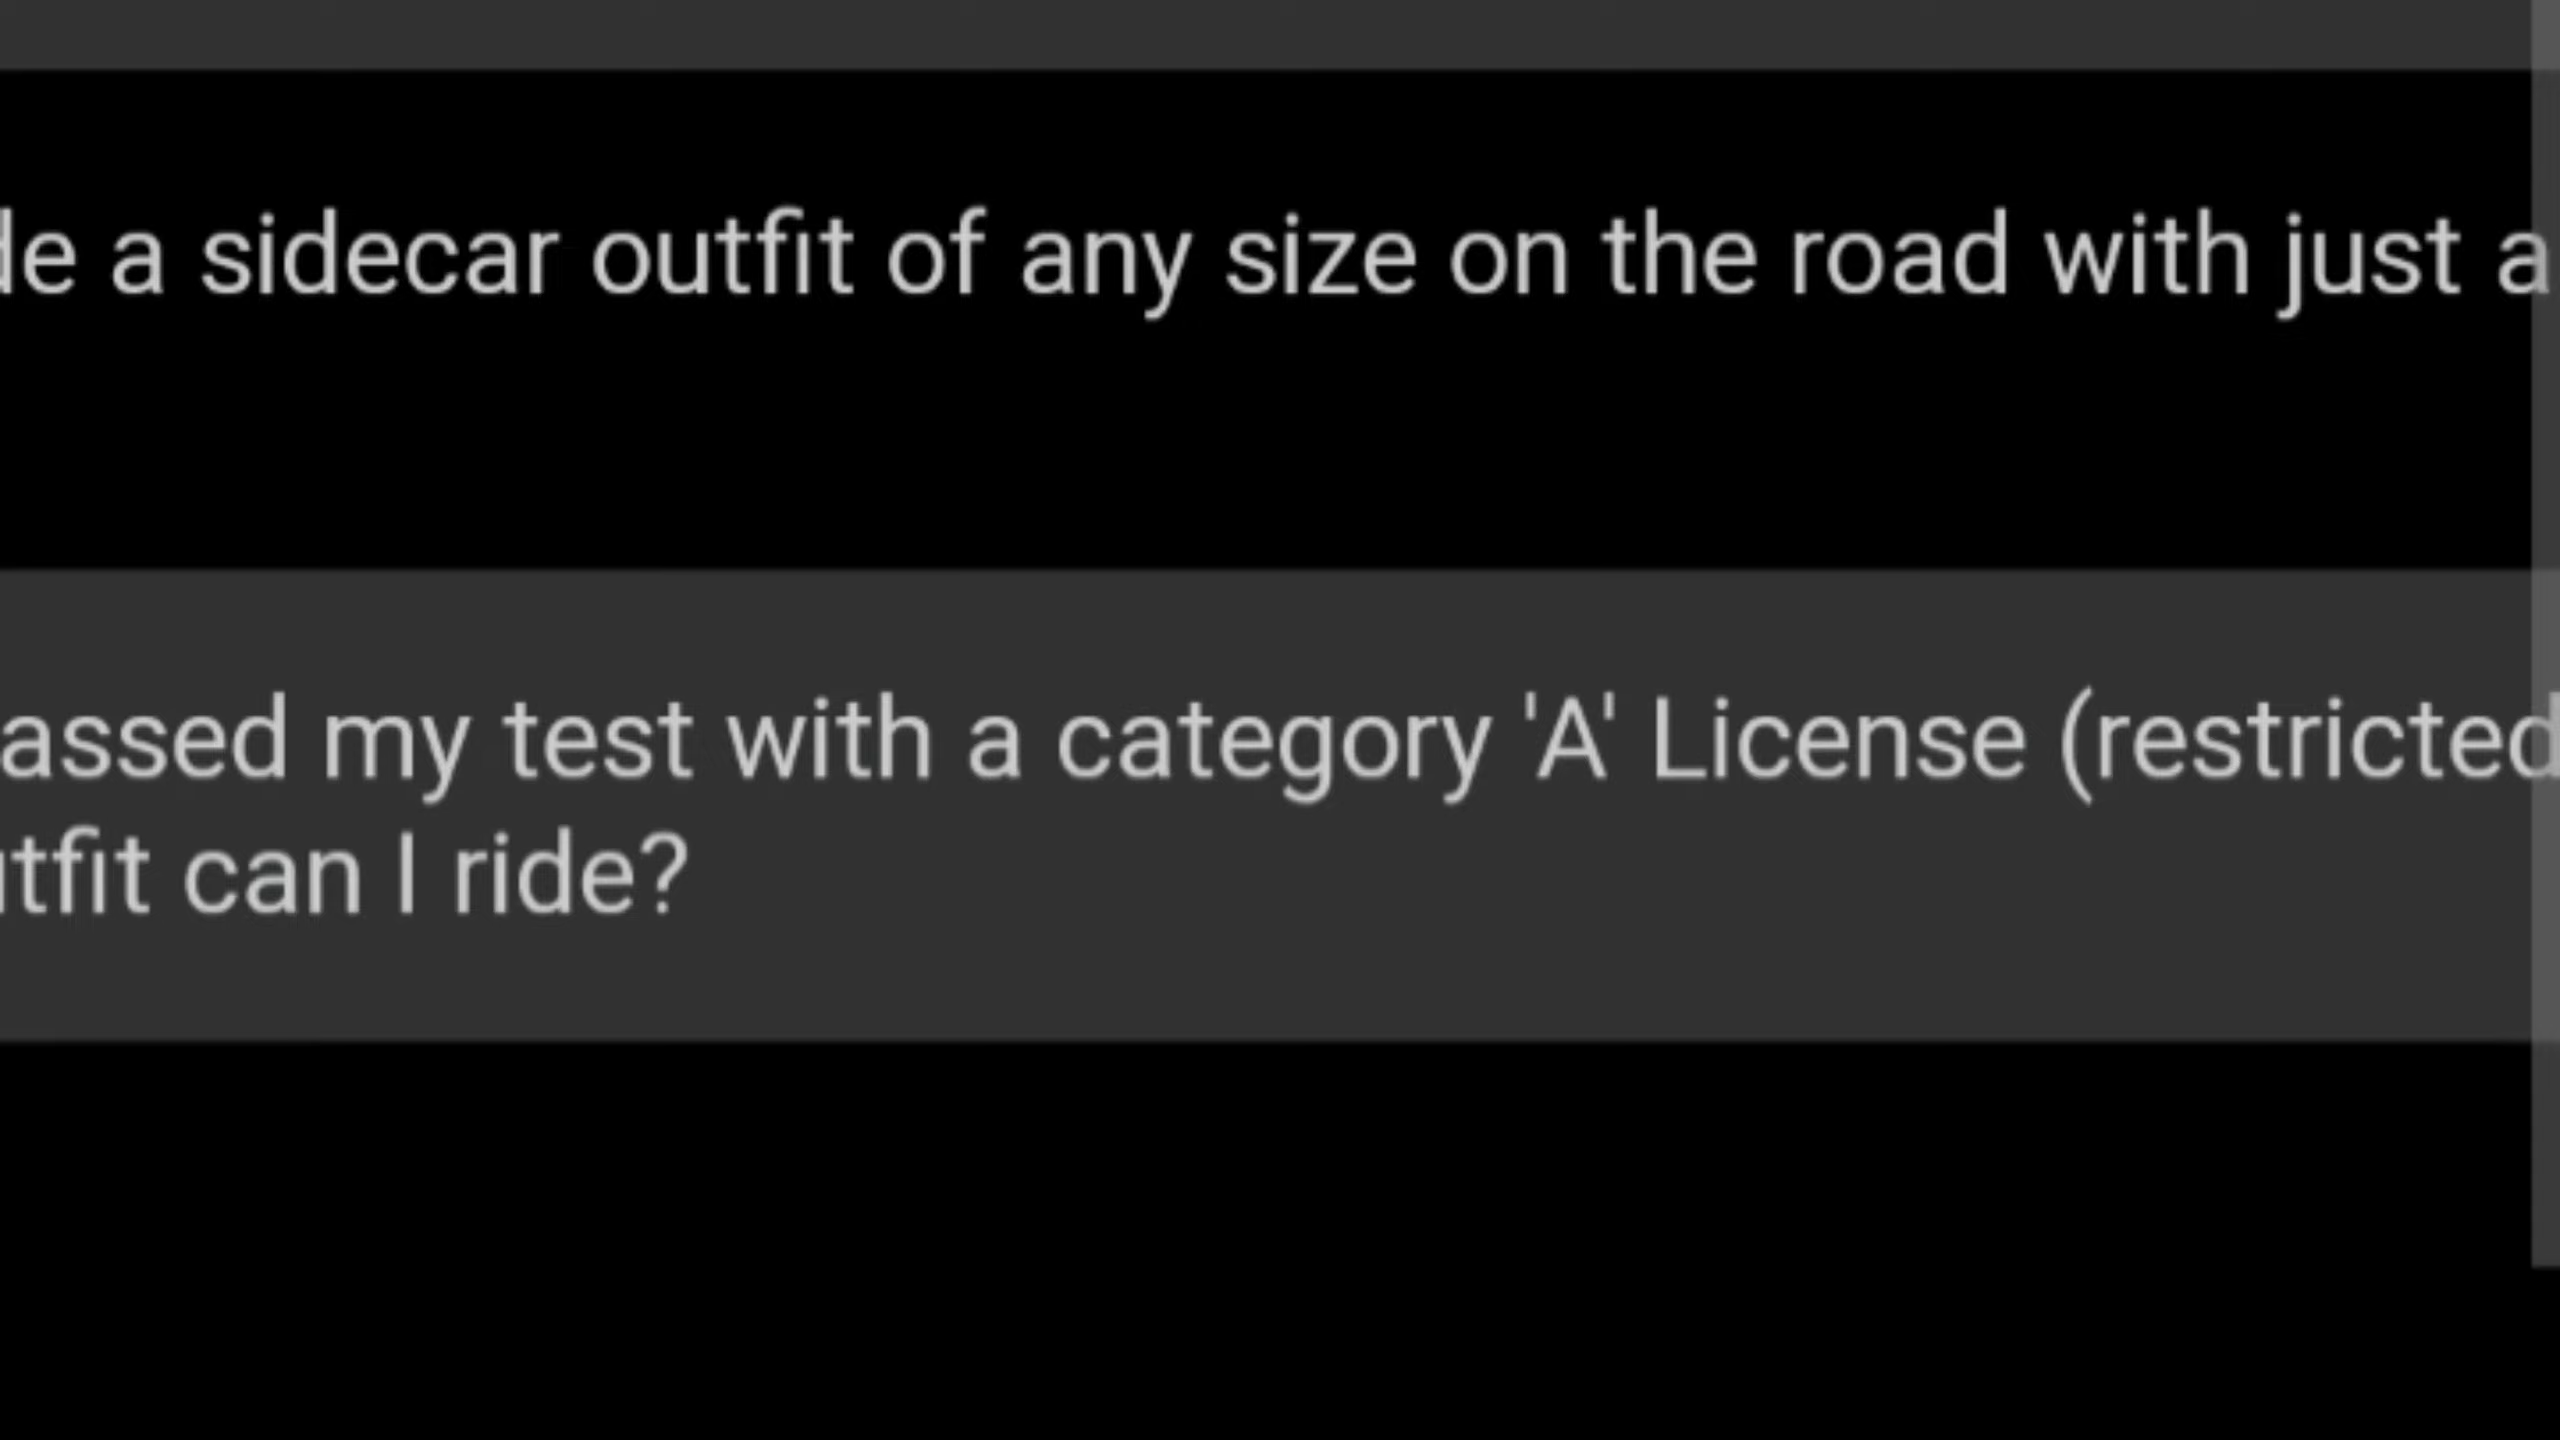 de a sidecar outfit of any size on the road with just a
assed my test with a category 'A' License (restricted
tfit can I ride?